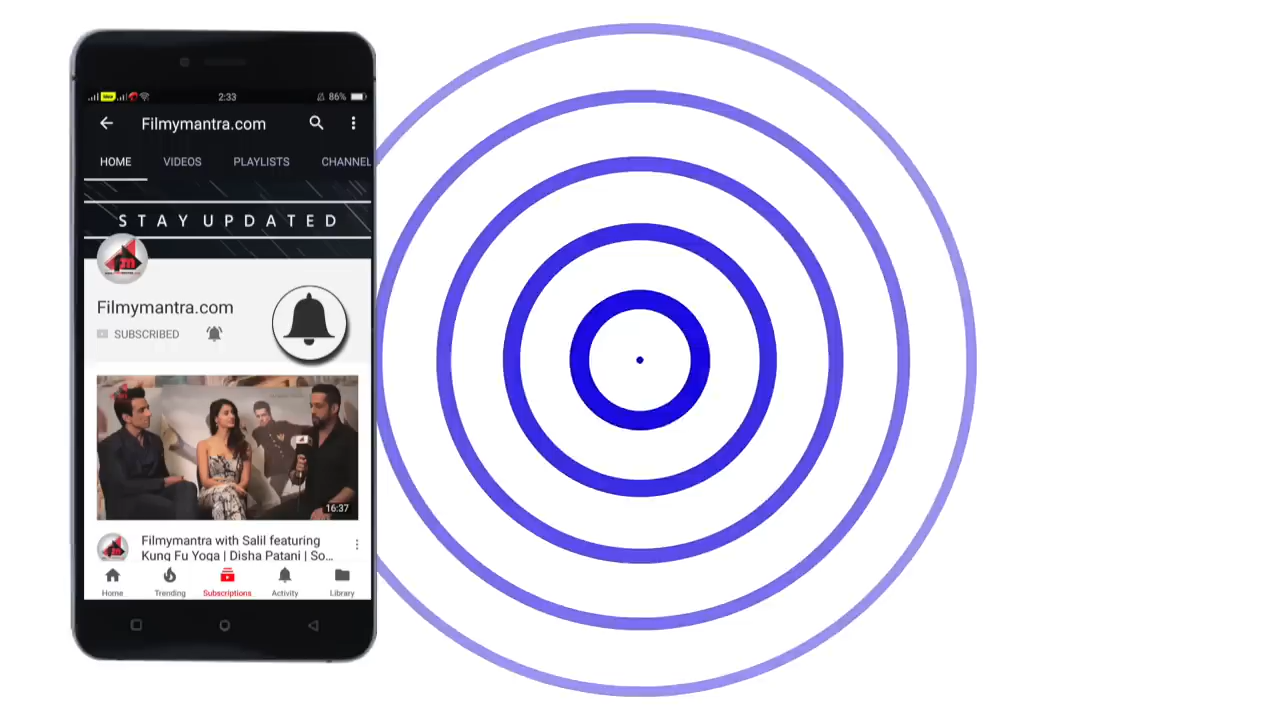 2:33
86%
Filmymantra.com
HOME VIDEOS PLAYLISTS CHANNEL
STAY UPDATED
Filmymantra.com
SUBSCRIBED
16:37
Filmymantra with Salil featuring
Kung Fu Yoga | Disha Patani | So...
Home Trending Subscriptions Activity Library